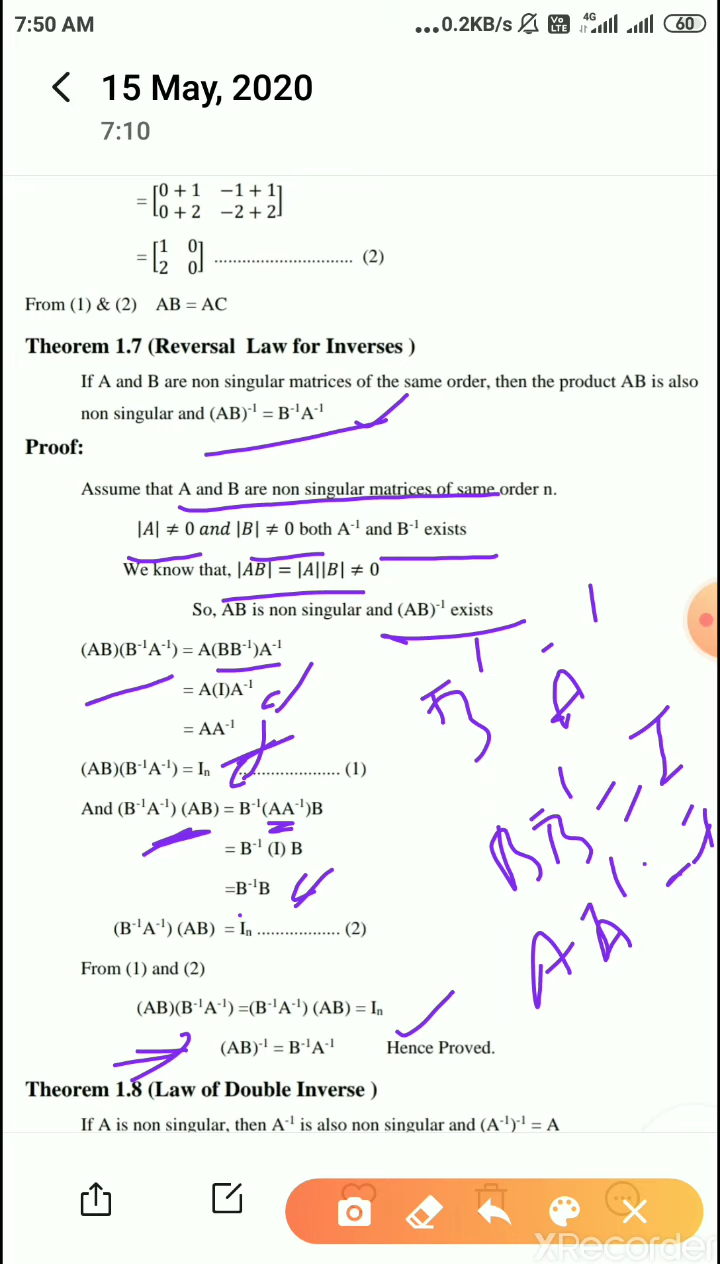 7:50 AM ...0.2KB/s Vo LTE 4G 60
15 May, 2020
7:10
= [0 + 1 −1 + 1]
[0 + 2 −2 + 2]
= [1 0] ............................ (2)
[2 0]
From (1) & (2) AB = AC
Theorem 1.7 (Reversal Law for Inverses )
If A and B are non singular matrices of the same order, then the product AB is also
non singular and (AB)⁻¹ = B⁻¹A⁻¹
Proof:
Assume that A and B are non singular matrices of same order n.
|A| ≠ 0 and |B| ≠ 0 both A⁻¹ and B⁻¹ exists
We know that, |AB| = |A||B| ≠ 0
So, AB is non singular and (AB)⁻¹ exists
(AB)(B⁻¹A⁻¹) = A(BB⁻¹)A⁻¹
= A(I)A⁻¹
= AA⁻¹
(AB)(B⁻¹A⁻¹) = Iₙ ..................... (1)
And (B⁻¹A⁻¹) (AB) = B⁻¹(AA⁻¹)B
= B⁻¹ (I) B
=B⁻¹B
(B⁻¹A⁻¹) (AB) = Iₙ ................. (2)
From (1) and (2)
(AB)(B⁻¹A⁻¹) =(B⁻¹A⁻¹) (AB) = Iₙ
(AB)⁻¹ = B⁻¹A⁻¹ Hence Proved.
Theorem 1.8 (Law of Double Inverse )
If A is non singular, then A⁻¹ is also non singular and (A⁻¹)⁻¹ = A
XRecorder